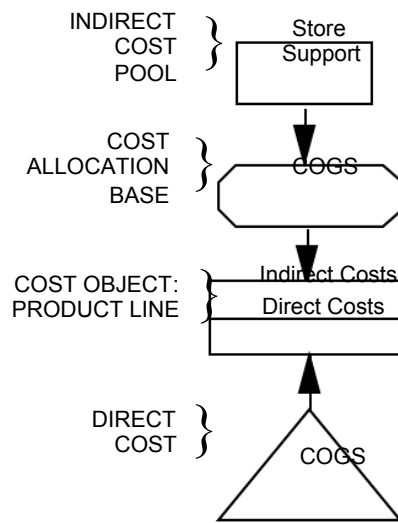 INDIRECT
COST
POOL
Store
Support
COST
ALLOCATION
BASE
COGS
COST OBJECT:
PRODUCT LINE
Indirect Costs
Direct Costs
DIRECT
COST
COGS